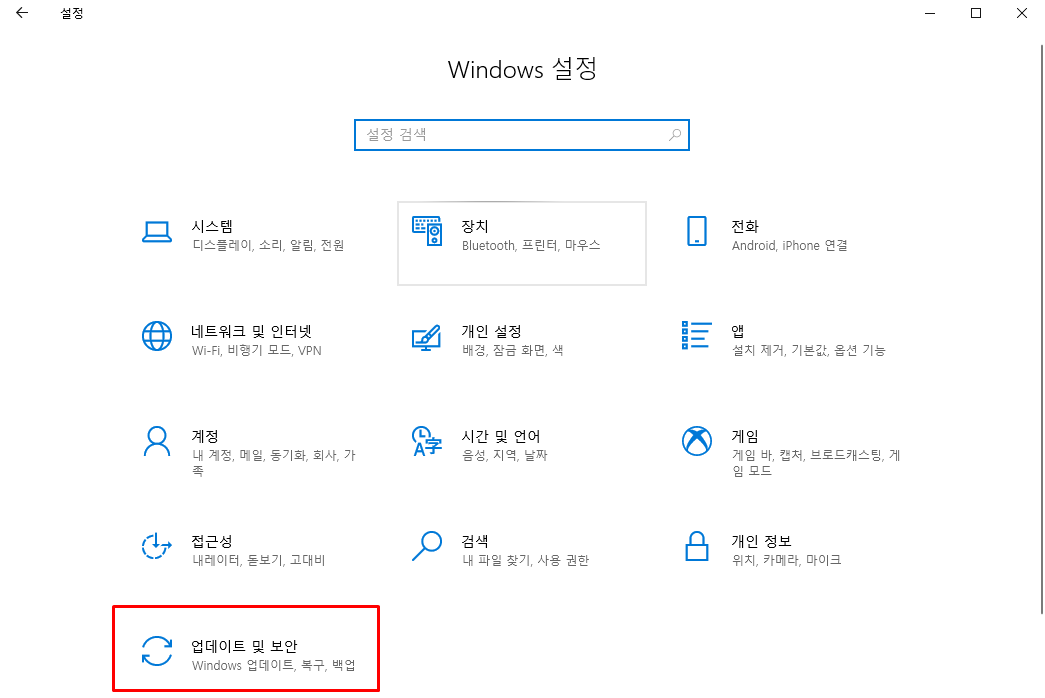 설정
Windows 설정
설정 검색
시스템
디스플레이, 소리, 알림, 전원
장치
Bluetooth, 프린터, 마우스
전화
Android, iPhone 연결
네트워크 및 인터넷
Wi-Fi, 비행기 모드, VPN
개인 설정
배경, 잠금 화면, 색
앱
설치 제거, 기본값, 옵션 기능
계정
내 계정, 메일, 동기화, 회사, 가
족
시간 및 언어
음성, 지역, 날짜
게임
게임 바, 캡처, 브로드캐스팅, 게
임 모드
접근성
내레이터, 돋보기, 고대비
검색
내 파일 찾기, 사용 권한
개인 정보
위치, 카메라, 마이크
업데이트 및 보안
Windows 업데이트, 복구, 백업